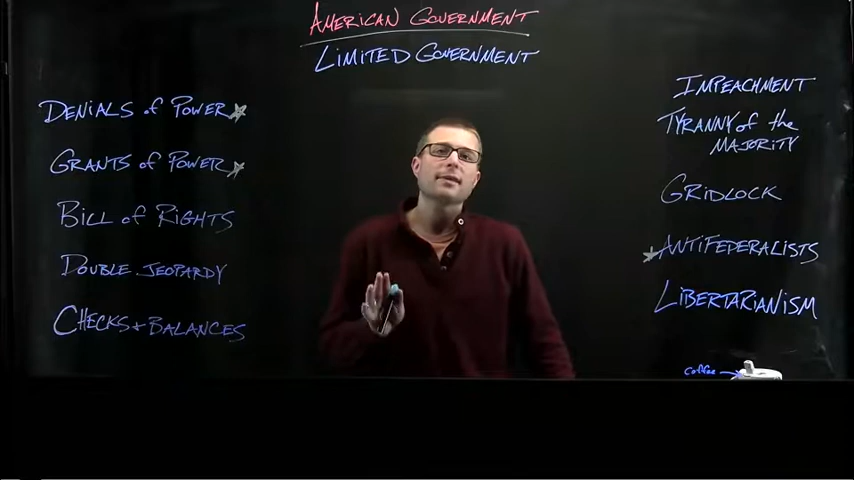 AMERICAN GOVERNMENT
LIMITED GOVERNMENT
DENIALS of POWER
GRANTS of POWER
BILL of RIGHTS
DOUBLE JEOPARDY
CHECKS + BALANCES
IMPEACHMENT
TYRANNY of the
MAJORITY
GRIDLOCK
ANTIFEDERALISTS
LIBERTARIANISM
Coffee